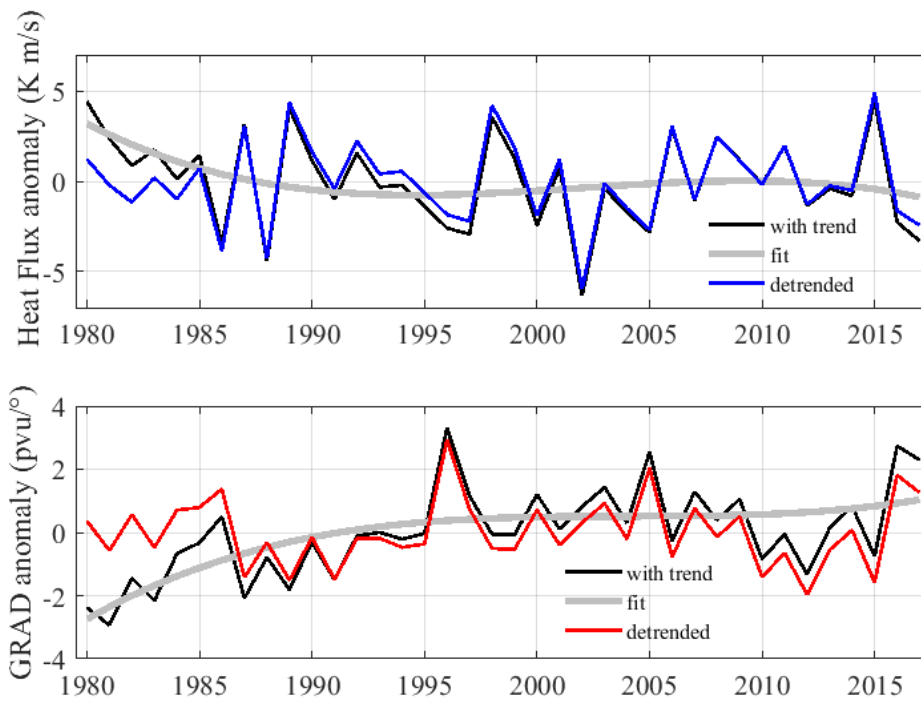 Heat Flux anomaly (K m/s)
5
0
-5
with trend
fit
detrended
1980 1985 1990 1995 2000 2005 2010 2015
GRAD anomaly (pvu/°)
4
2
0
-2
-4
with trend
fit
detrended
1980 1985 1990 1995 2000 2005 2010 2015